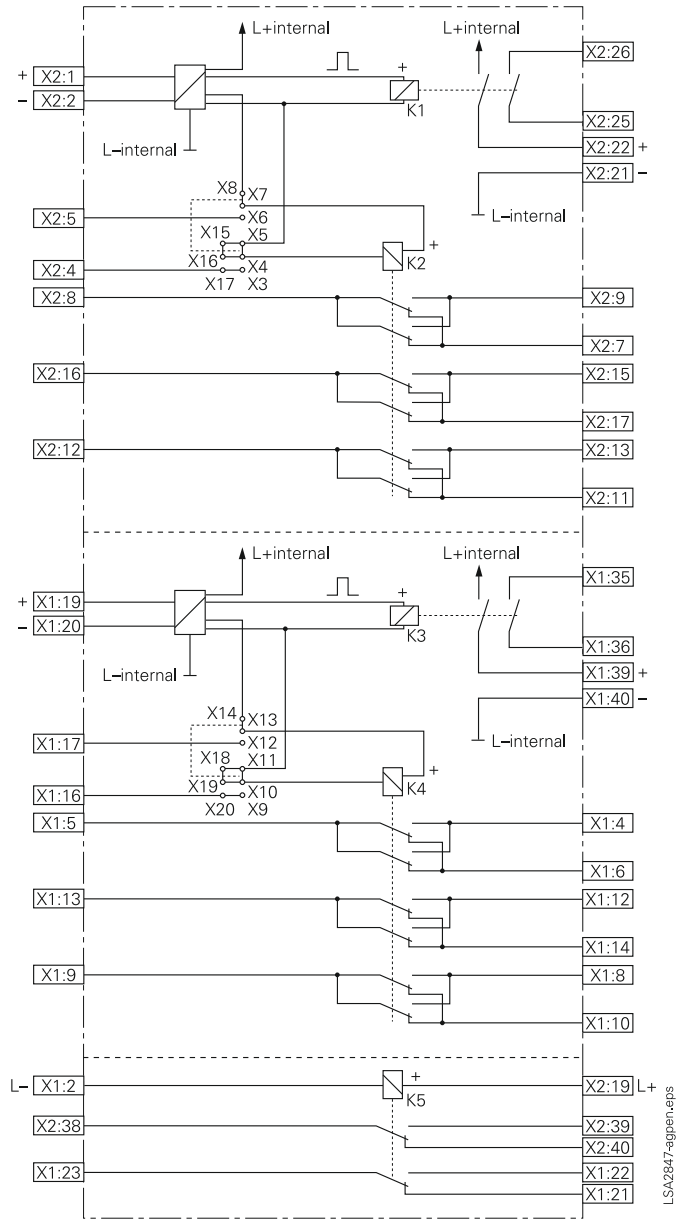 L+internal L+internal
X2:26
+ X2:1 +
− X2:2 K1
X2:25
L−internal X2:22 +
X2:21 −
X8 X7
X2:5 X6 L−internal
X15 X5 +
X16 X4 K2
X2:4 X17 X3
X2:8 X2:9
X2:7
X2:16 X2:15
X2:17
X2:12 X2:13
X2:11
L+internal L+internal
X1:35
+ X1:19 +
− X1:20 K3
X1:36
L−internal X1:39 +
X1:40 −
X14 X13
X1:17 X12 L−internal
X18 X11 +
X19 X10 K4
X1:16 X20 X9
X1:5 X1:4
X1:6
X1:13 X1:12
X1:14
X1:9 X1:8
X1:10
L− X1:2 + X2:19 L+
K5
X2:38 X2:39
X2:40
X1:23 X1:22
X1:21
LSA2847-agpen.eps